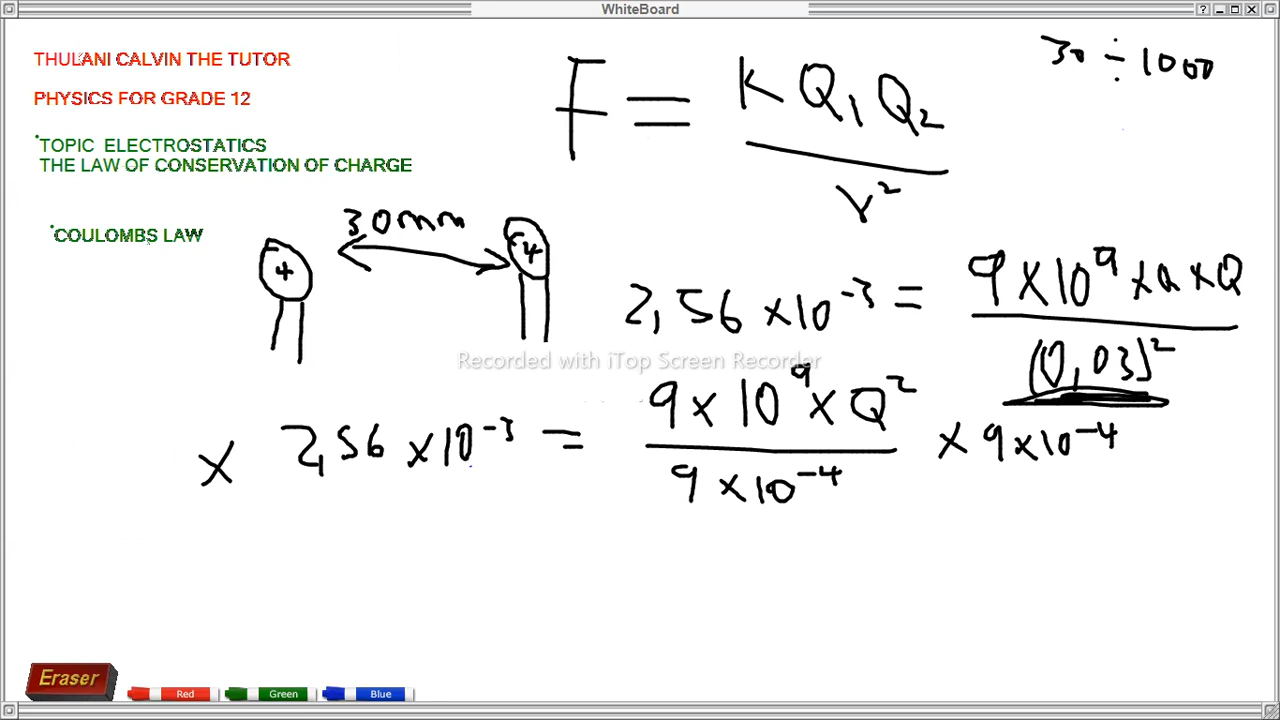 WhiteBoard
THULANI CALVIN THE TUTOR
PHYSICS FOR GRADE 12
TOPIC ELECTROSTATICS
THE LAW OF CONSERVATION OF CHARGE
COULOMBS LAW
30 ÷ 1000
F = KQ₁Q₂ / r²
30mm
+ +
2,56 × 10⁻³ = 9 × 10⁹ × Q × Q / (0,03)²
Recorded with iTop Screen Recorder
× 2,56 × 10⁻³ = 9 × 10⁹ × Q² / 9 × 10⁻⁴ × 9 × 10⁻⁴
Eraser Red Green Blue